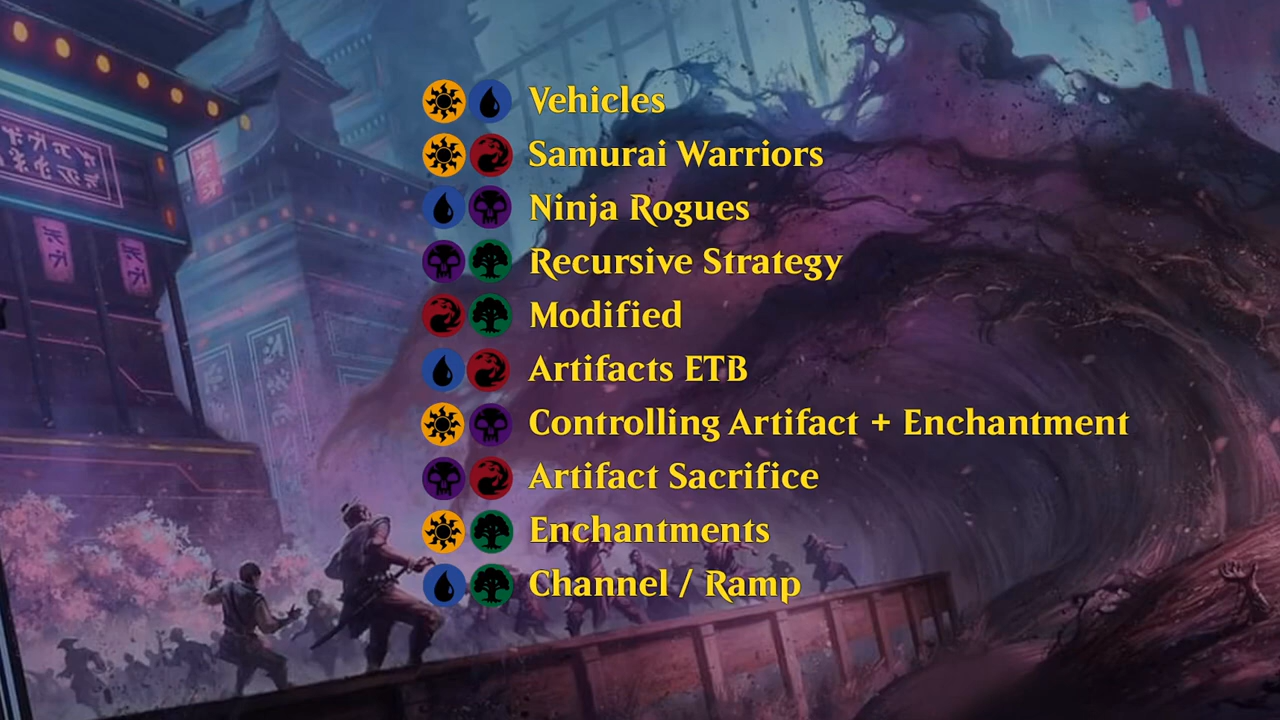 Vehicles
Samurai Warriors
Ninja Rogues
Recursive Strategy
Modified
Artifacts ETB
Controlling Artifact + Enchantment
Artifact Sacrifice
Enchantments
Channel / Ramp